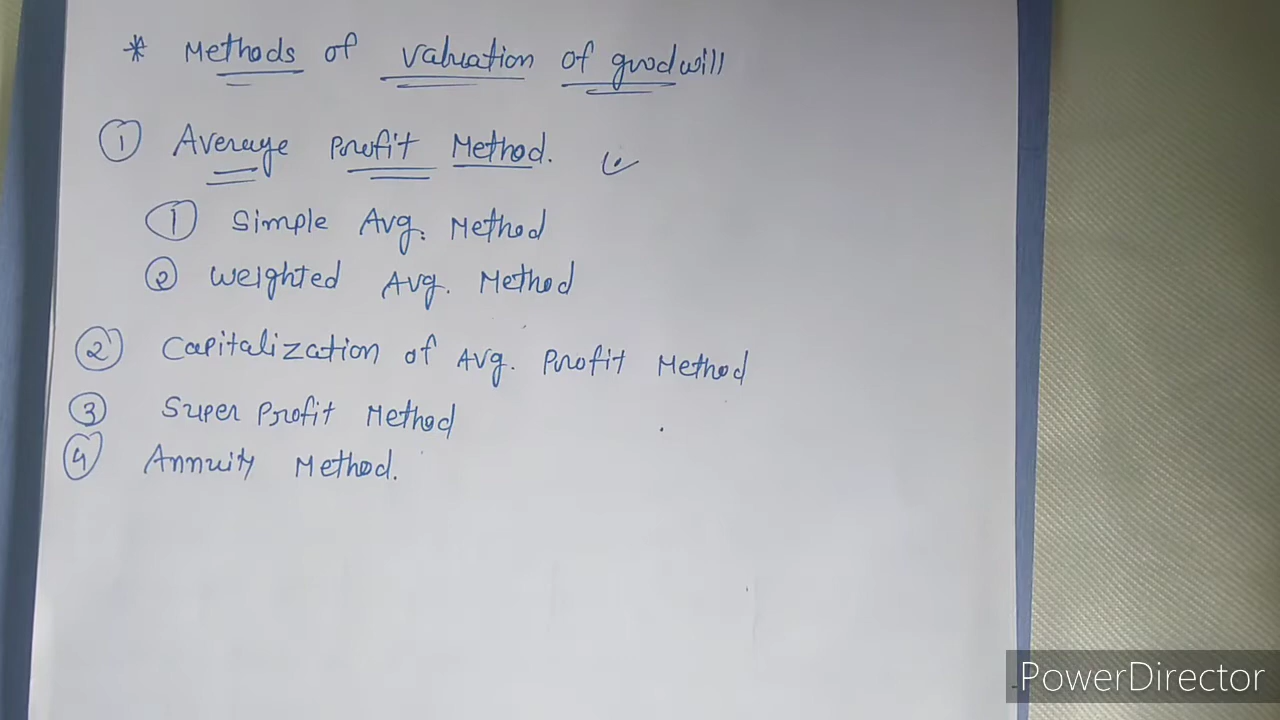 * Methods of valuation of goodwill
① Average Profit Method.
① Simple Avg. Method
② Weighted Avg. Method
② Capitalization of Avg. Profit Method
③ Super Profit Method
④ Annuity Method.
PowerDirector